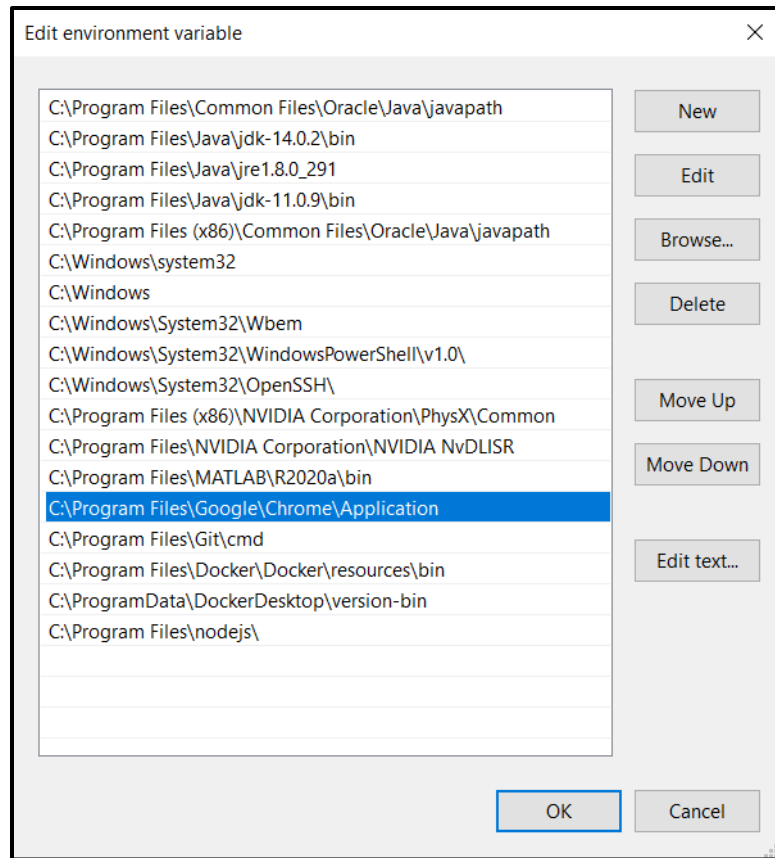 Edit environment variable
C:\Program Files\Common Files\Oracle\Java\javapath
C:\Program Files\Java\jdk-14.0.2\bin
C:\Program Files\Java\jre1.8.0_291
C:\Program Files\Java\jdk-11.0.9\bin
C:\Program Files (x86)\Common Files\Oracle\Java\javapath
C:\Windows\system32
C:\Windows
C:\Windows\System32\Wbem
C:\Windows\System32\WindowsPowerShell\v1.0\
C:\Windows\System32\OpenSSH\
C:\Program Files (x86)\NVIDIA Corporation\PhysX\Common
C:\Program Files\NVIDIA Corporation\NVIDIA NvDLISR
C:\Program Files\MATLAB\R2020a\bin
C:\Program Files\Google\Chrome\Application
C:\Program Files\Git\cmd
C:\Program Files\Docker\Docker\resources\bin
C:\ProgramData\DockerDesktop\version-bin
C:\Program Files\nodejs\
New
Edit
Browse...
Delete
Move Up
Move Down
Edit text...
OK
Cancel